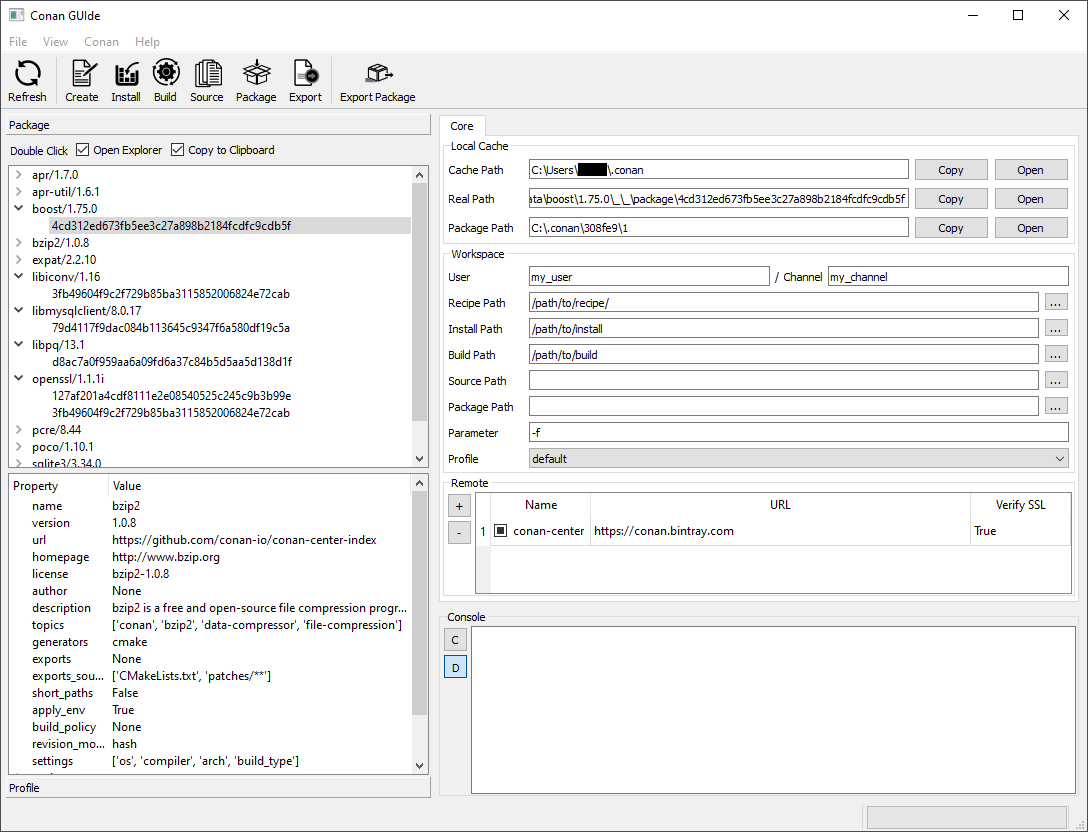 Conan GUIde
File View Conan Help
Refresh Create Install Build Source Package Export Export Package
Package
Double Click Open Explorer Copy to Clipboard
apr/1.7.0
apr-util/1.6.1
boost/1.75.0
4cd312ed673fb5ee3c27a898b2184fcdfc9cdb5f
bzip2/1.0.8
expat/2.2.10
libiconv/1.16
3fb49604f9c2f729b85ba3115852006824e72cab
libmysqlclient/8.0.17
79d4117f9dac084b113645c9347f6a580df19c5a
libpq/13.1
d8ac7a0f959aa6a09fd6a37c84b5d5aa5d138d1f
openssl/1.1.1i
127af201a4cdf8111e2e08540525c245c9b3b99e
3fb49604f9c2f729b85ba3115852006824e72cab
pcre/8.44
poco/1.10.1
sqlite3/3.34.0
Property Value
name bzip2
version 1.0.8
url https://github.com/conan-io/conan-center-index
homepage http://www.bzip.org
license bzip2-1.0.8
author None
description bzip2 is a free and open-source file compression progr...
topics ['conan', 'bzip2', 'data-compressor', 'file-compression']
generators cmake
exports None
exports_sou... ['CMakeLists.txt', 'patches/**']
short_paths False
apply_env True
build_policy None
revision_mo... hash
settings ['os', 'compiler', 'arch', 'build_type']
Profile
Core
Local Cache
Cache Path C:\Users\ \.conan Copy Open
Real Path ata\boost\1.75.0\_\_\package\4cd312ed673fb5ee3c27a898b2184fcdfc9cdb5f Copy Open
Package Path C:\.conan\308fe9\1 Copy Open
Workspace
User my_user / Channel my_channel
Recipe Path /path/to/recipe/ ...
Install Path /path/to/install ...
Build Path /path/to/build ...
Source Path ...
Package Path ...
Parameter -f
Profile default
Remote
+ Name URL Verify SSL
- 1 conan-center https://conan.bintray.com True
Console
C
D